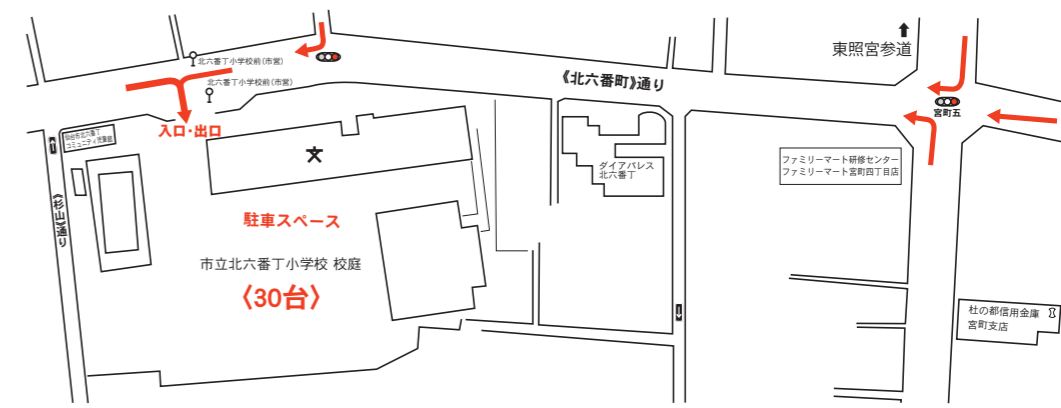 東照宮参道
北六番丁小学校前(市営)
北六番丁小学校前(市営)
《北六番町》通り
宮町五
入口・出口
仙台市北六番丁
コミュニティ児童館
文
ダイアパレス
北六番丁
ファミリーマート研修センター
ファミリーマート宮町四丁目店
《杉山》通り
駐車スペース
市立北六番丁小学校 校庭
〈30台〉
杜の都信用金庫
宮町支店